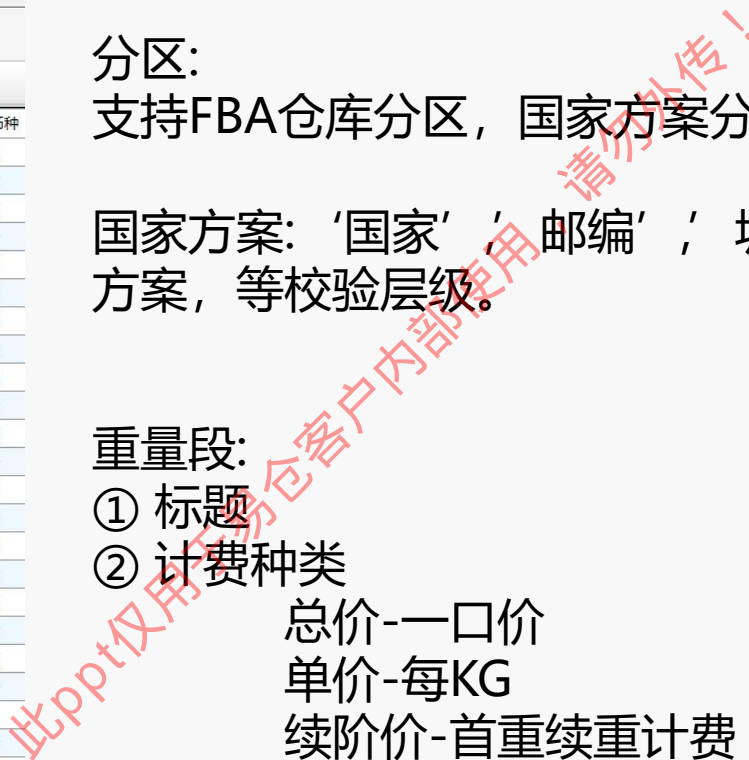 种
分区:
支持FBA仓库分区，国家方案分
国家方案:‘国家’，’邮编’，’
方案，等校验层级。
重量段:
① 标题
② 计费种类
总价-一口价
单价-每KG
续阶价-首重续重计费
此ppt仅用于易仓客户内部使用，请勿外传！